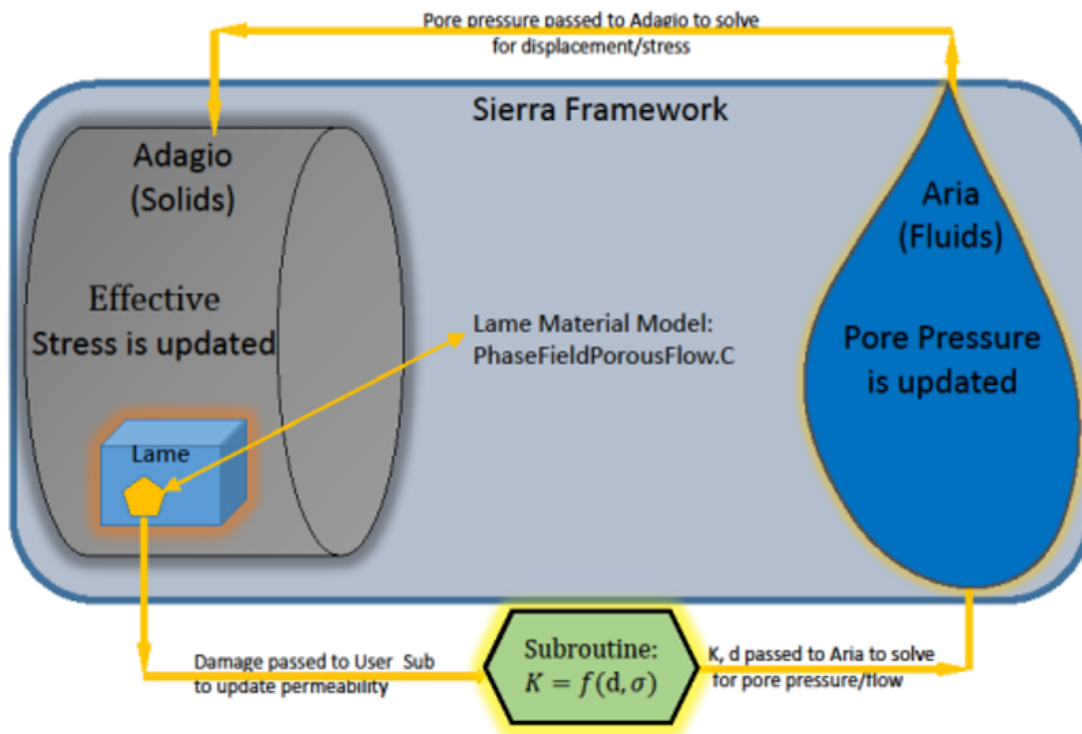 Pore pressure passed to Adagio to solve
for displacement/stress
Sierra Framework
Adagio
(Solids)
Effective
Stress is updated
Lame
Lame Material Model:
PhaseFieldPorousFlow.C
Aria
(Fluids)
Pore Pressure
is updated
Damage passed to User_Sub
to update permeability
Subroutine:
K = f(d, σ)
K, d passed to Aria to solve
for pore pressure/flow